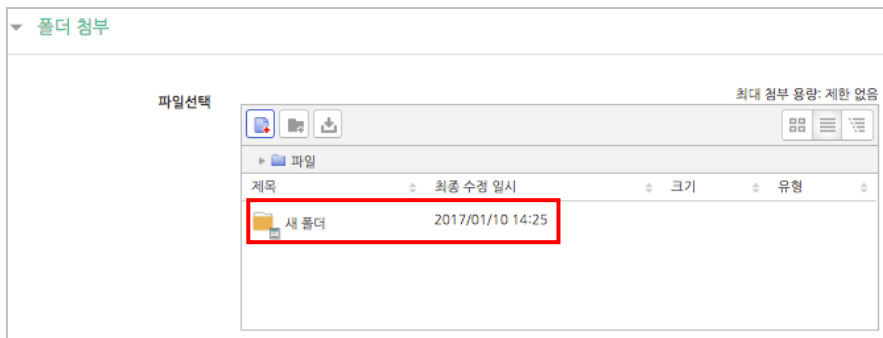 폴더 첨부
최대 첨부 용량: 제한 없음
파일선택
파일
제목 최종 수정 일시 크기 유형
새 폴더 2017/01/10 14:25